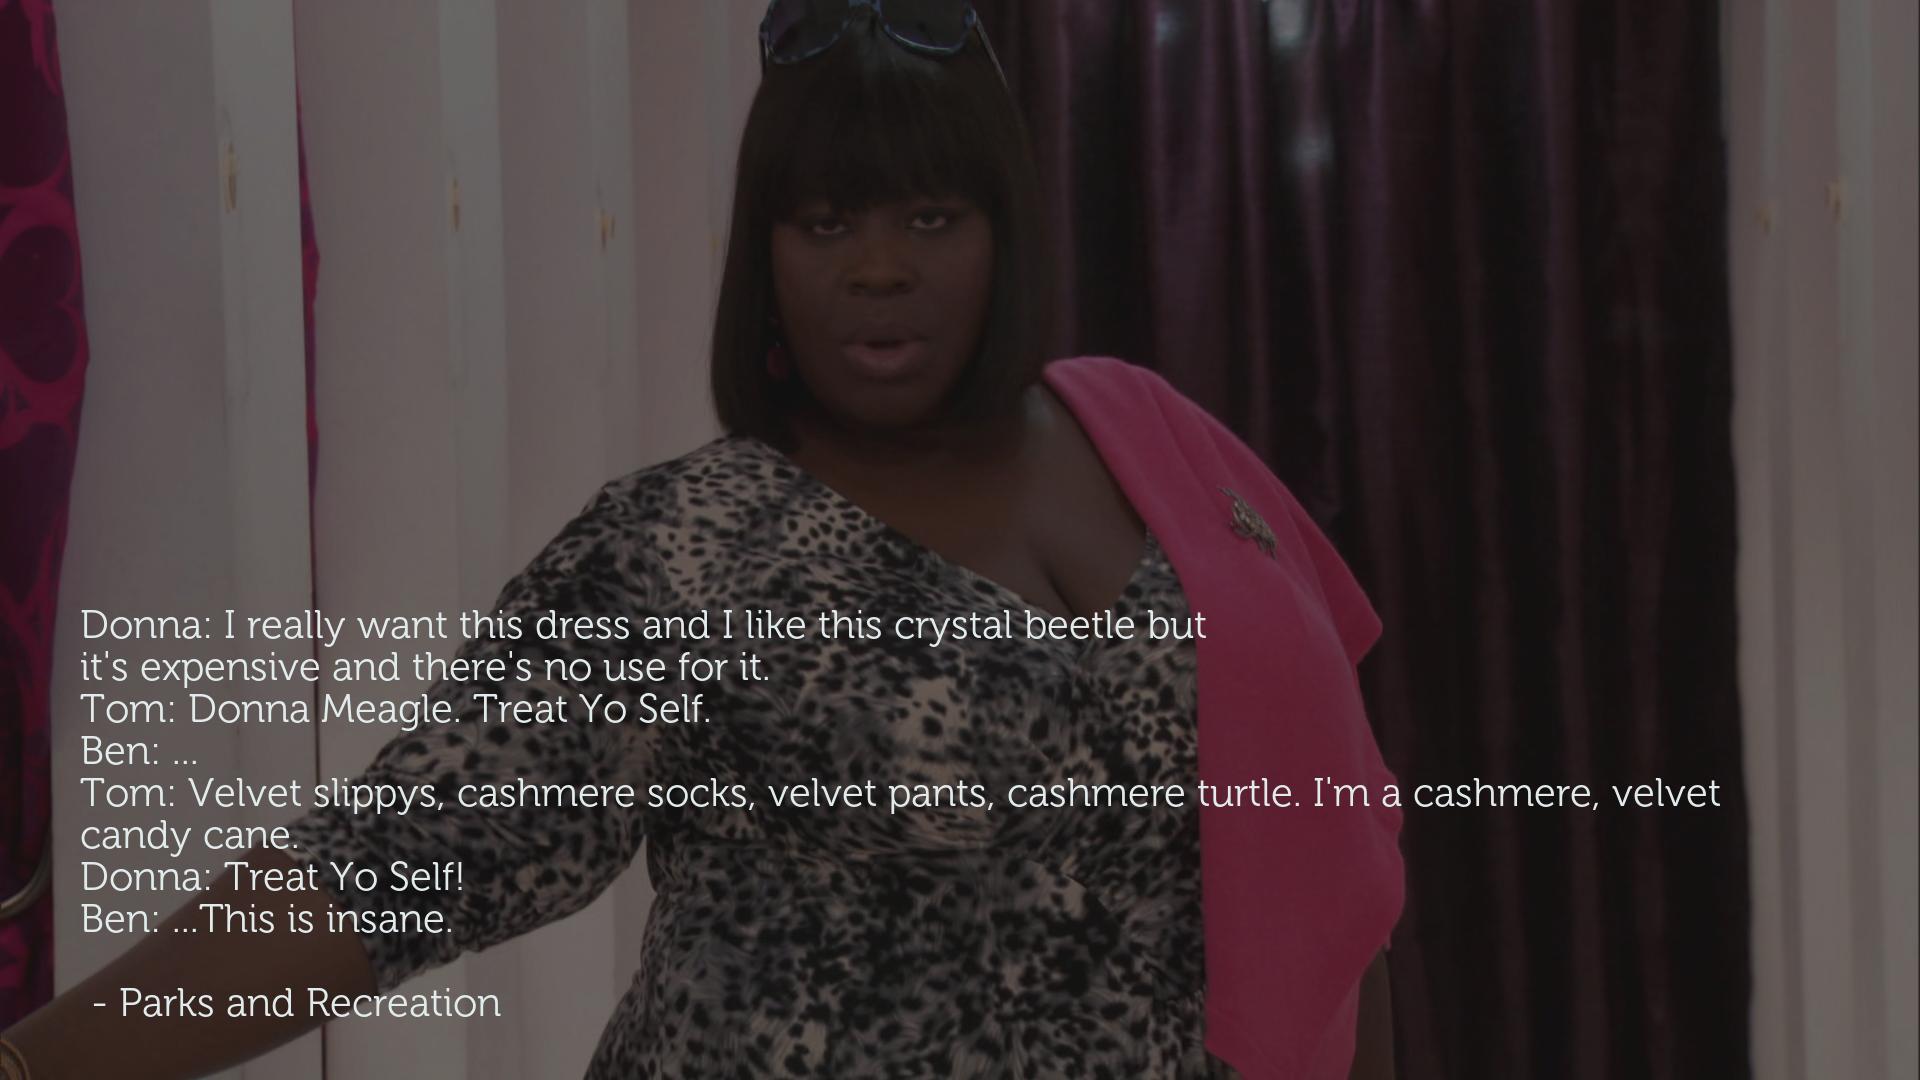 Donna: I really want this dress and I like this crystal beetle but
it's expensive and there's no use for it.
Tom: Donna Meagle. Treat Yo Self.
Ben: ...
Tom: Velvet slippys, cashmere socks, velvet pants, cashmere turtle. I'm a cashmere, velvet
candy cane.
Donna: Treat Yo Self!
Ben: ...This is insane.
- Parks and Recreation